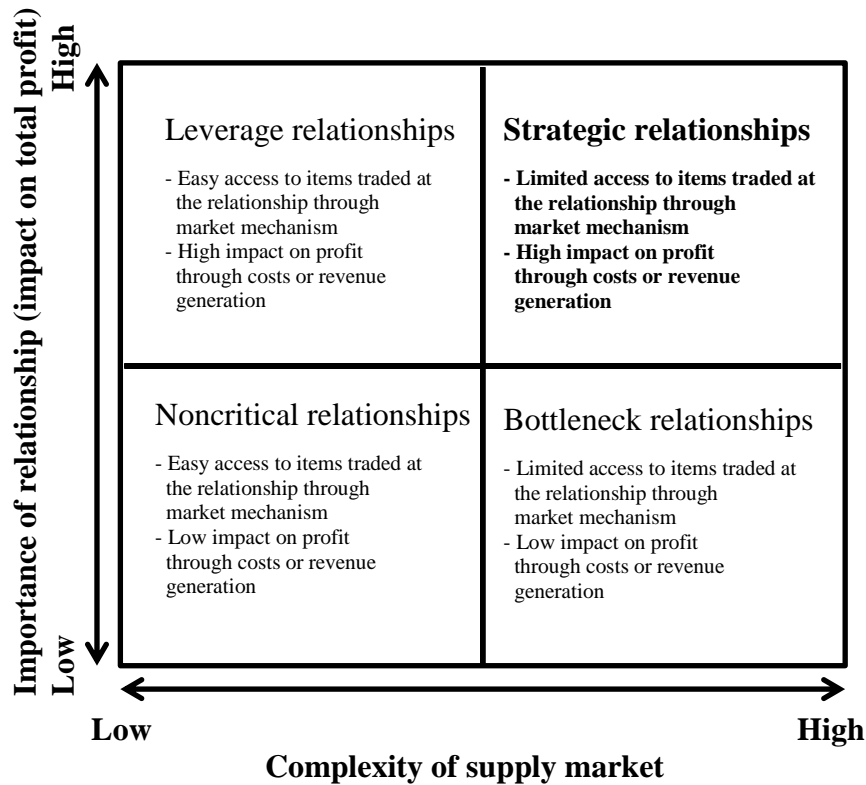 Importance of relationship (impact on total profit)
High
Low
Leverage relationships
- Easy access to items traded at
the relationship through
market mechanism
- High impact on profit
through costs or revenue
generation
Strategic relationships
- Limited access to items traded at
the relationship through
market mechanism
- High impact on profit
through costs or revenue
generation
Noncritical relationships
- Easy access to items traded at
the relationship through
market mechanism
- Low impact on profit
through costs or revenue
generation
Bottleneck relationships
- Limited access to items traded at
the relationship through
market mechanism
- Low impact on profit
through costs or revenue
generation
Low
High
Complexity of supply market